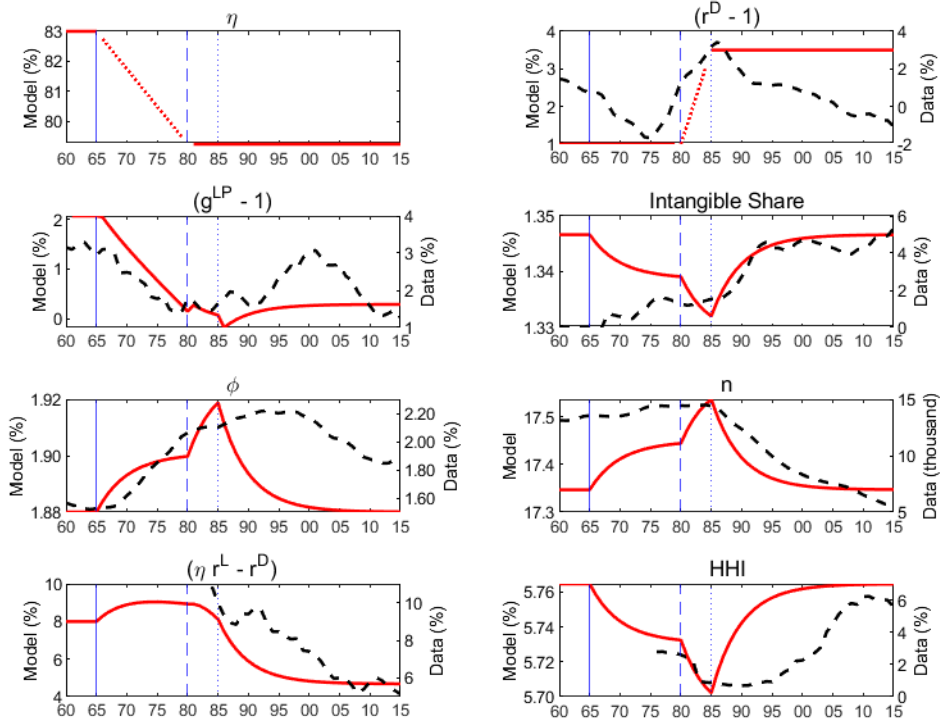 η
Model (%)
83
82
81
80
60 65 70 75 80 85 90 95 00 05 10 15
(r^D - 1)
Model (%)
4
3
2
1
Data (%)
4
2
0
-2
60 65 70 75 80 85 90 95 00 05 10 15
(g^LP - 1)
Model (%)
2
1
0
Data (%)
4
3
2
1
60 65 70 75 80 85 90 95 00 05 10 15
Intangible Share
Model (%)
1.35
1.34
1.33
Data (%)
6
4
2
0
60 65 70 75 80 85 90 95 00 05 10 15
ϕ
Model (%)
1.92
1.90
1.88
Data (%)
2.20
2.00
1.80
1.60
60 65 70 75 80 85 90 95 00 05 10 15
n
Model
17.5
17.4
17.3
Data (thousand)
15
10
5
60 65 70 75 80 85 90 95 00 05 10 15
(η r^L - r^D)
Model (%)
10
8
6
4
Data (%)
10
8
6
60 65 70 75 80 85 90 95 00 05 10 15
HHI
Model (%)
5.76
5.74
5.72
5.70
Data (%)
6
4
2
0
60 65 70 75 80 85 90 95 00 05 10 15